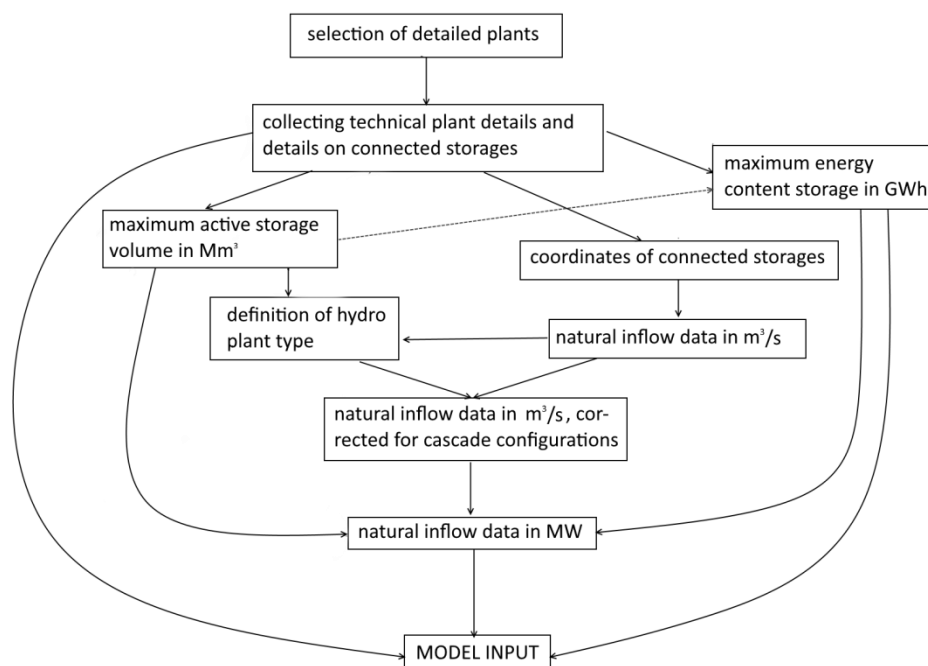 selection of detailed plants
collecting technical plant details and
details on connected storages
maximum energy
content storage in GWh
maximum active storage
volume in Mm³
coordinates of connected storages
definition of hydro
plant type
natural inflow data in m³/s
natural inflow data in m³/s, cor-
rected for cascade configurations
natural inflow data in MW
MODEL INPUT